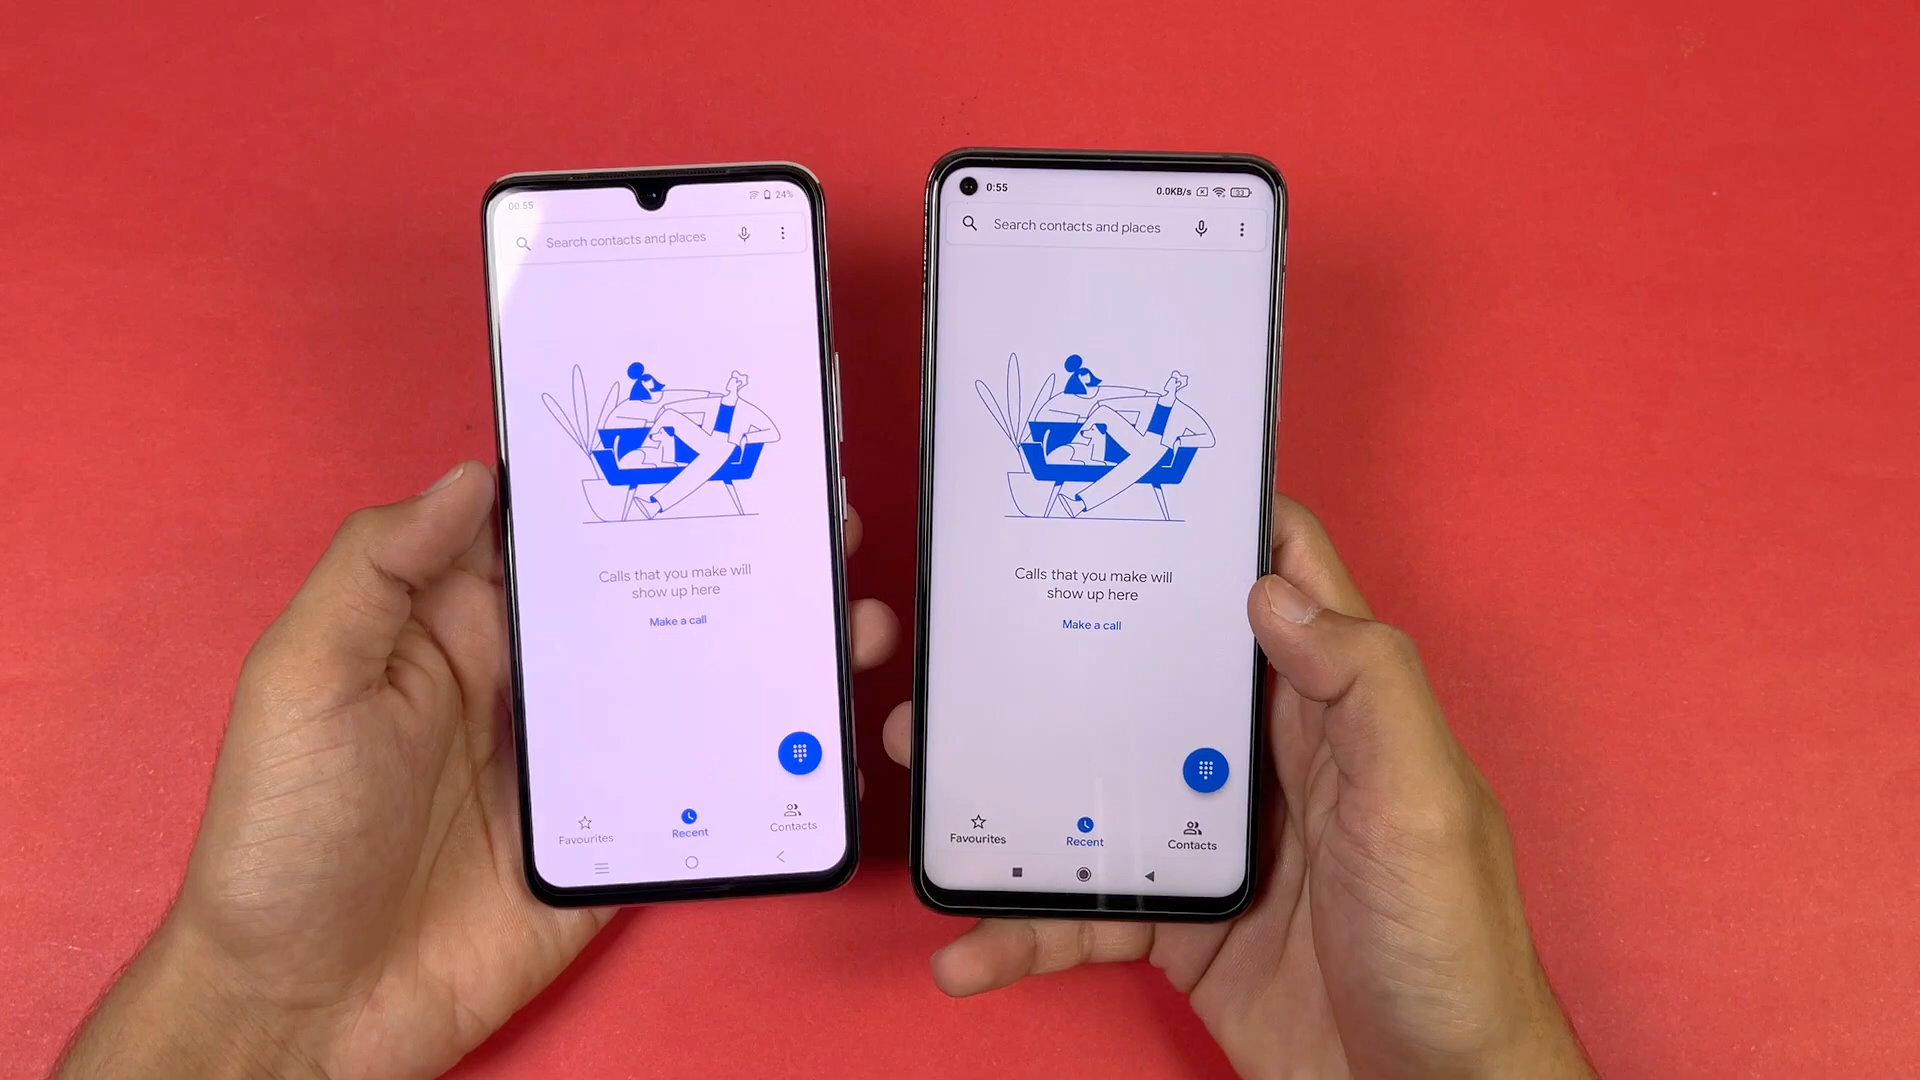 00:55
24%
Search contacts and places
Calls that you make will
show up here
Make a call
Favourites
Recent
Contacts
0:55
0.0KB/s
33
Search contacts and places
Calls that you make will
show up here
Make a call
Favourites
Recent
Contacts